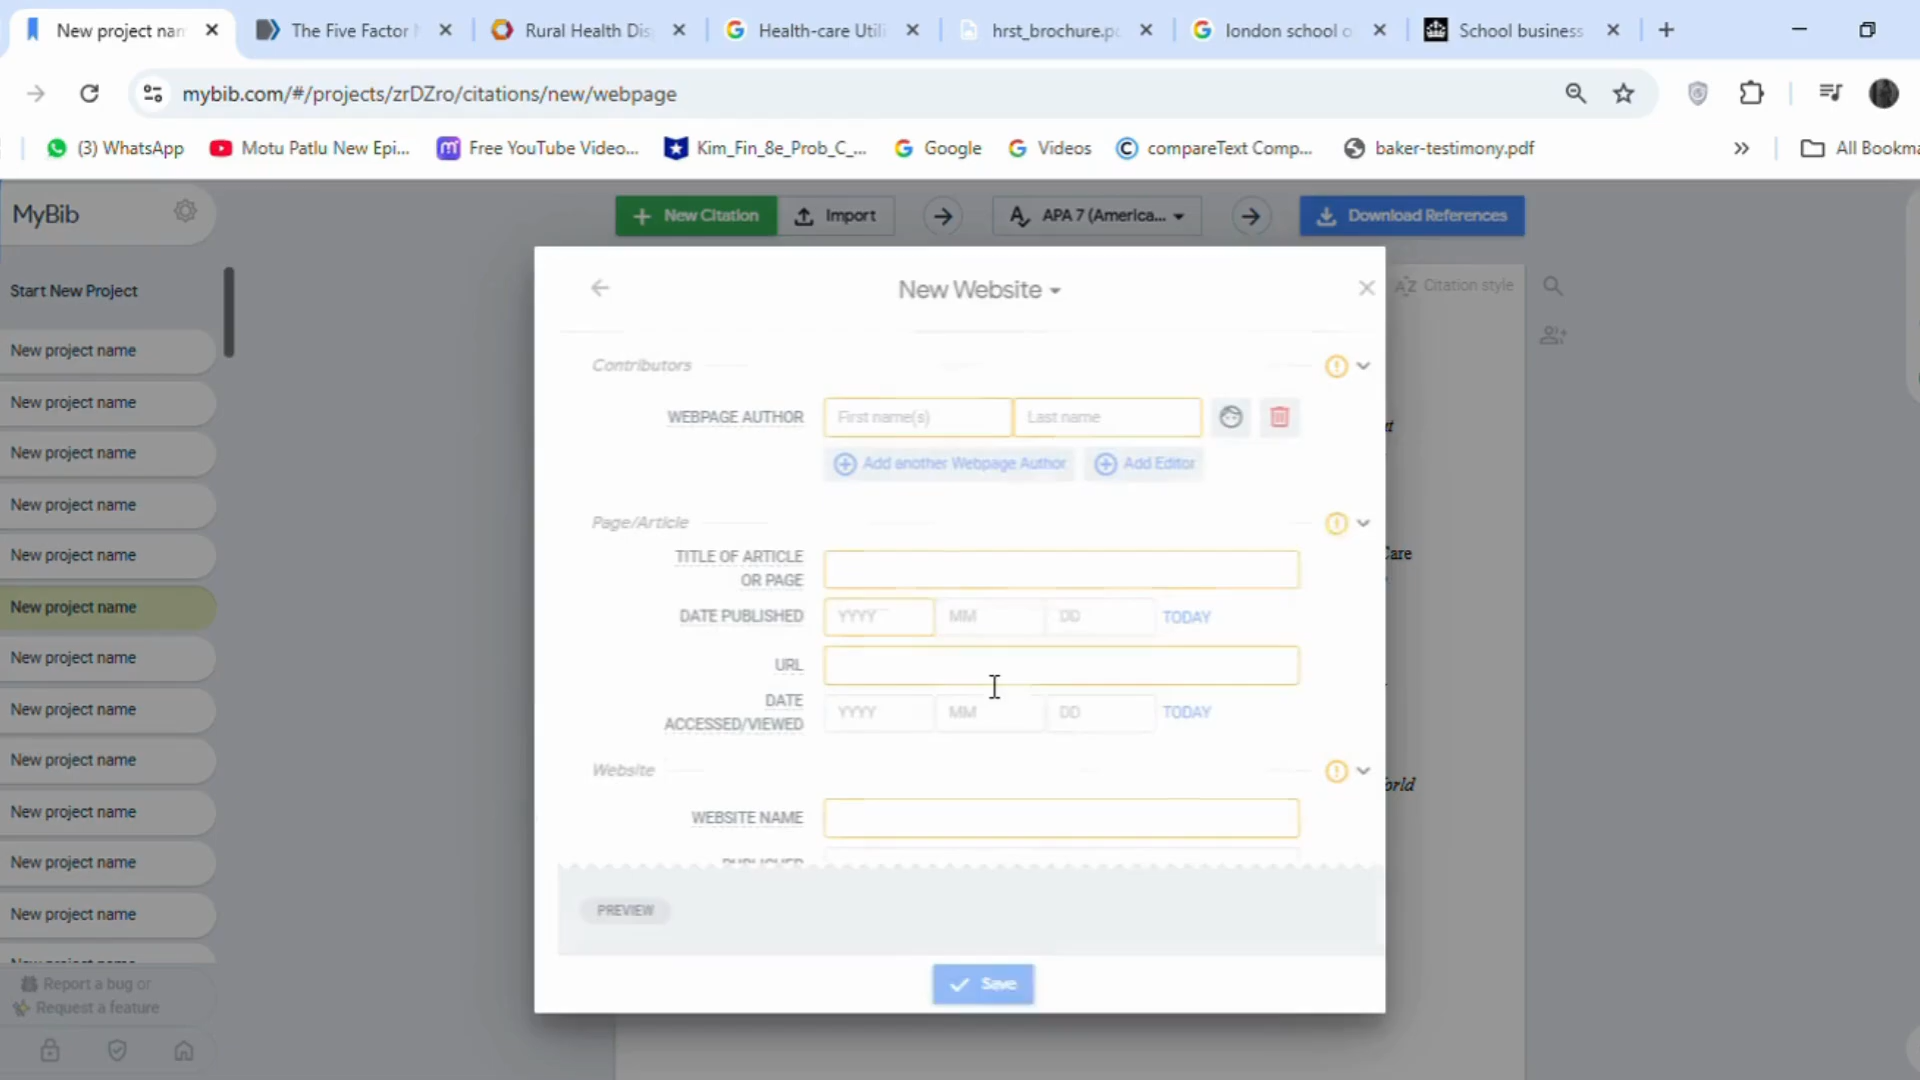 New project nam
The Five Factor
Rural Health Dis
Health-care Utili
hrst_brochure.p
london school o
School business
mybib.com/#/projects/zrDZro/citations/new/webpage
(3) WhatsApp
Motu Patlu New Epi...
Free YouTube Video...
Kim_Fin_8e_Prob_C_...
Google
Videos
compareText Comp...
baker-testimony.pdf
All Bookma
MyBib
New Citation
Import
APA 7 (America...
Download References
Start New Project
New project name
New project name
New project name
New project name
New project name
New project name
New project name
New project name
New project name
New project name
New project name
New project name
Report a bug or
Request a feature
New Website
Citation style
Contributors
WEBPAGE AUTHOR
First name(s)
Last name
Add another Webpage Author
Add Editor
Page/Article
TITLE OF ARTICLE
OR PAGE
DATE PUBLISHED
YYYY
MM
DD
TODAY
URL
DATE
ACCESSED/VIEWED
YYYY
MM
DD
TODAY
Website
WEBSITE NAME
PUBLISHER
PREVIEW
Save
Care
orld